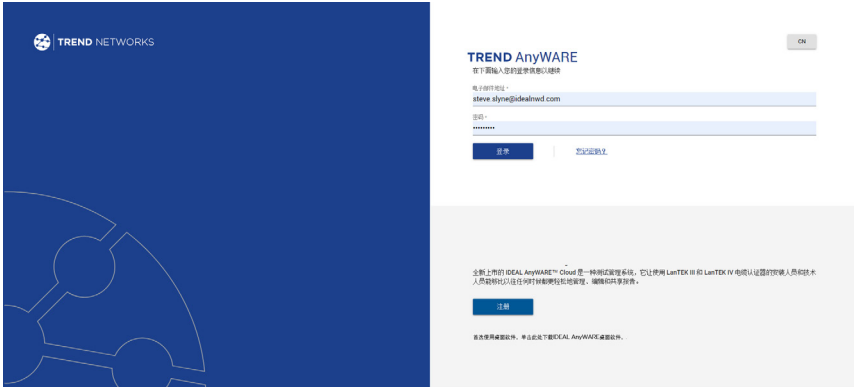 TREND NETWORKS
CN
TREND AnyWARE
在下面输入您的登录信息以继续
电子邮件地址 *
steve.slyne@idealnwd.com
密码 *
•••••••••
登录
忘记密码？
全新上市的 IDEAL AnyWARE™ Cloud 是一种测试管理系统，它让使用 LanTEK III 和 LanTEK IV 电缆认证器的安装人员和技术
人员能够比以往任何时候都更轻松地管理、编辑和共享报告。
注册
首次使用桌面软件，单击此处下载IDEAL AnyWARE桌面软件。